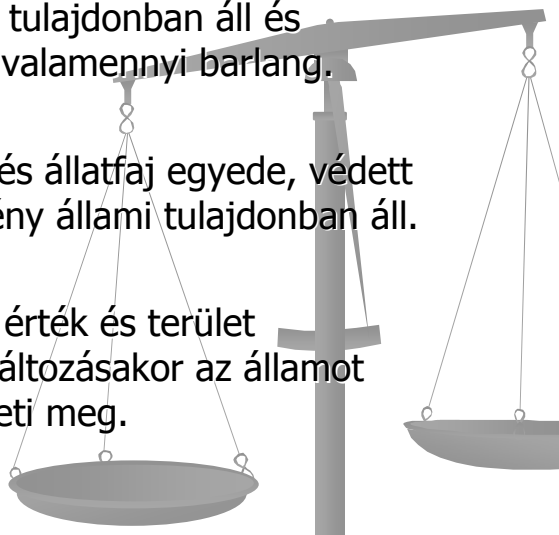 tulajdonban áll és
valamennyi barlang.
és állatfaj egyede, védett
ény állami tulajdonban áll.
érték és terület
áltozásakor az államot
eti meg.